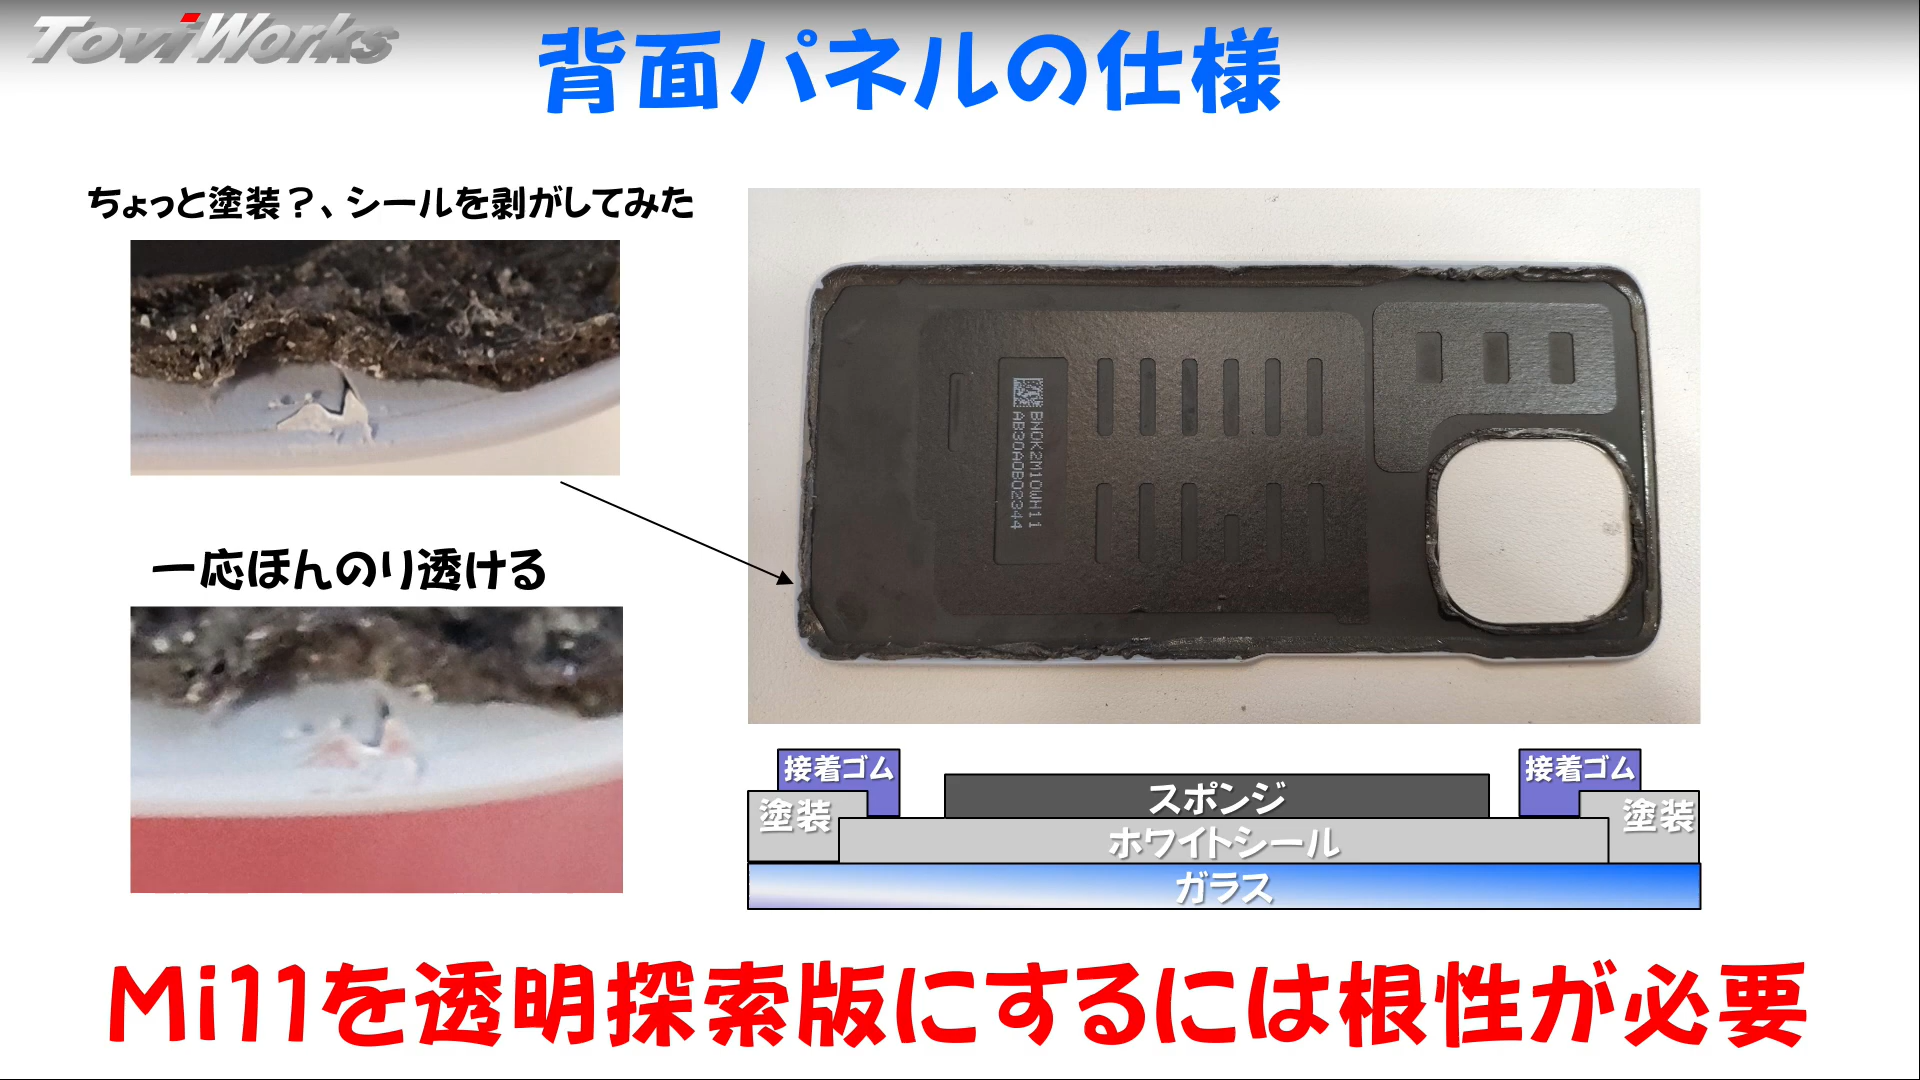 ToviWorks
背面パネルの仕様
ちょっと塗装？、シールを剥がしてみた
一応ほんのり透ける
BN0K2M10WH11
AB30A0B02344
接着ゴム
接着ゴム
塗装
スポンジ
塗装
ホワイトシール
ガラス
Mi11を透明探索版にするには根性が必要